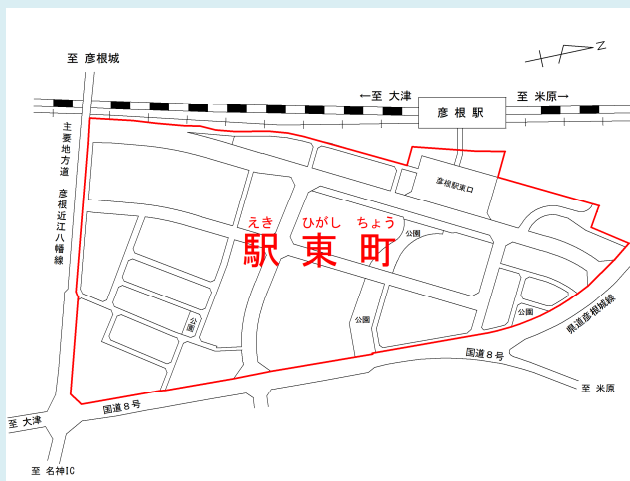 至 彦根城
N
←至 大津
至 米原→
彦根駅
主要地方道 彦根近江八幡線
彦根駅東口
えき ひがし ちょう
駅東町
公園
公園
公園
公園
県道彦根城線
国道8号
至 米原
国道8号
至 大津
至 名神IC